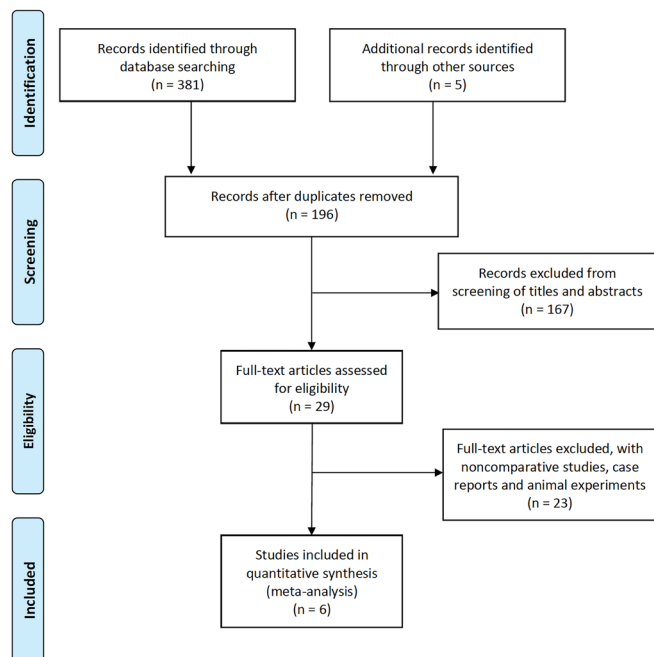 Identification
Records identified through
database searching
(n = 381)
Additional records identified
through other sources
(n = 5)
Screening
Records after duplicates removed
(n = 196)
Records excluded from
screening of titles and abstracts
(n = 167)
Eligibility
Full-text articles assessed
for eligibility
(n = 29)
Full-text articles excluded, with
noncomparative studies, case
reports and animal experiments
(n = 23)
Included
Studies included in
quantitative synthesis
(meta-analysis)
(n = 6)